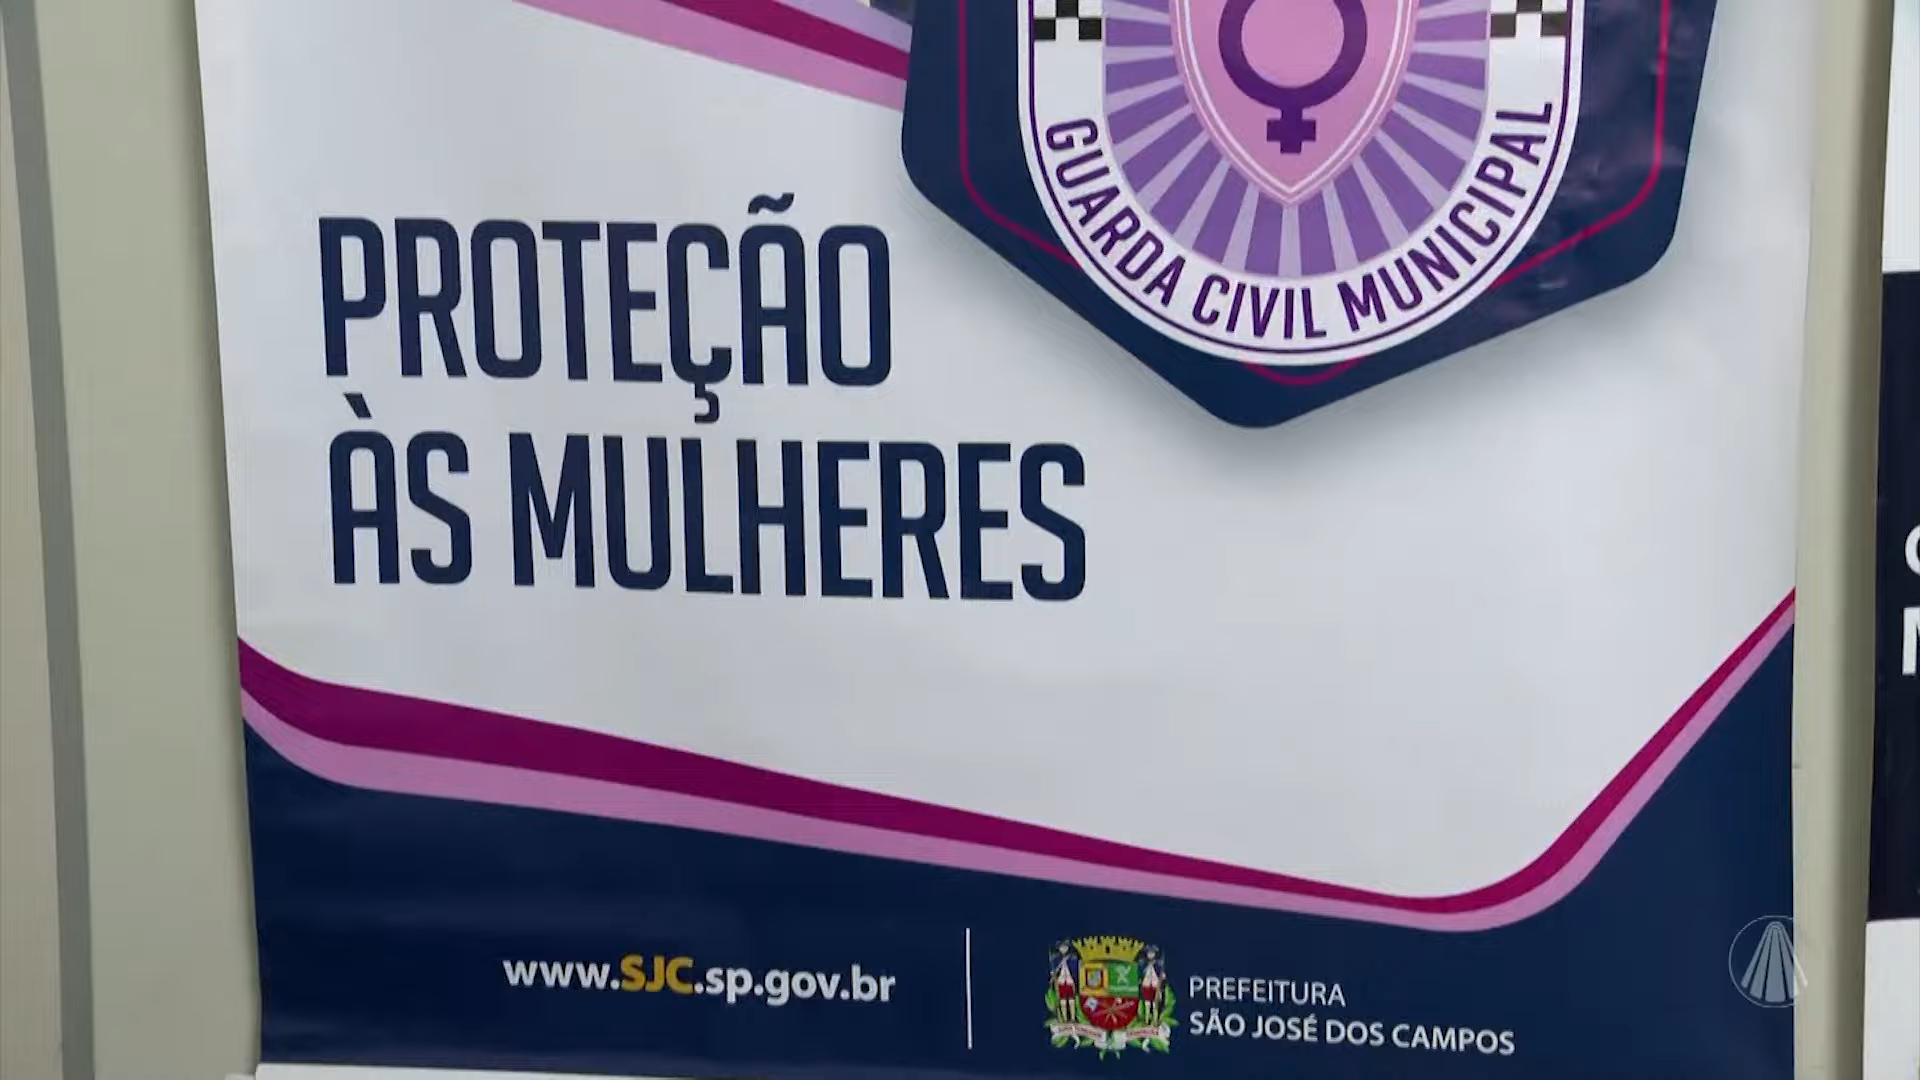 GUARDA CIVIL MUNICIPAL
PROTEÇÃO
ÀS MULHERES
www.SJC.sp.gov.br
PREFEITURA
SÃO JOSÉ DOS CAMPOS